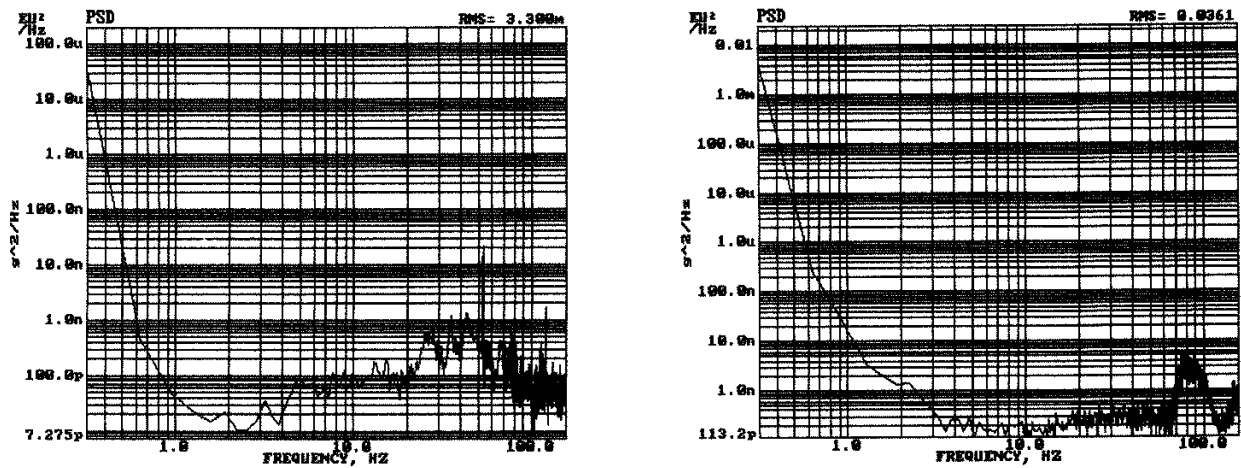 EU²
/Hz
PSD
RMS= 3.300m
100.0u
10.0u
1.0u
100.0n
10.0n
1.0n
100.0p
7.275p
g^2/Hz
1.0
10.0
100.0
FREQUENCY, HZ
EU²
/Hz
PSD
RMS= 0.0361
0.01
1.0m
100.0u
10.0u
1.0u
100.0n
10.0n
1.0n
113.2p
g^2/Hz
1.0
10.0
100.0
FREQUENCY, HZ